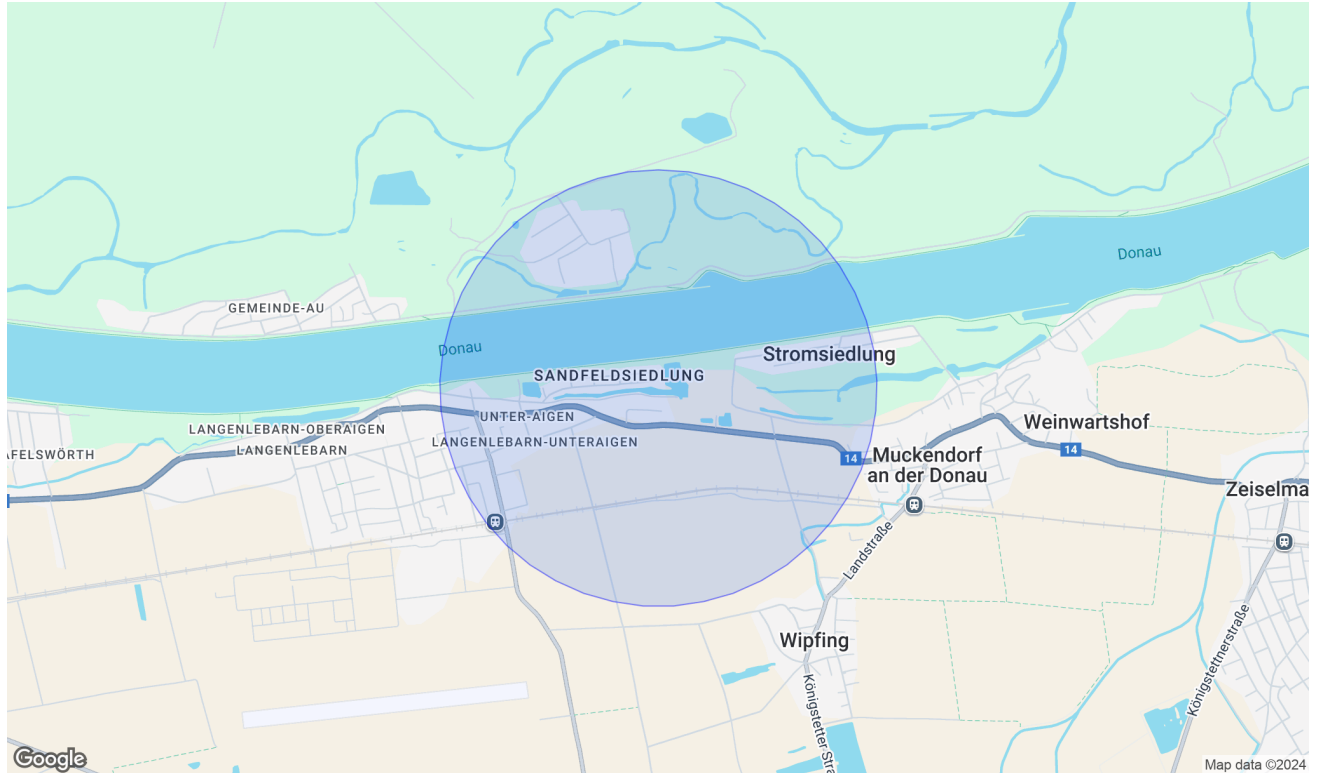 Donau
GEMEINDE-AU
Donau
Stromsiedlung
SANDFELDSIEDLUNG
UNTER-AIGEN
LANGENLEBARN-OBERAIGEN
LANGENLEBARN-UNTERAIGEN
LANGENLEBARN
AFELSWÖRTH
Weinwartshof
14
14
Muckendorf
an der Donau
Zeiselma
Landstraße
Wipfing
Königstetter Stra
Königstettnerstraße
Google
Map data ©2024